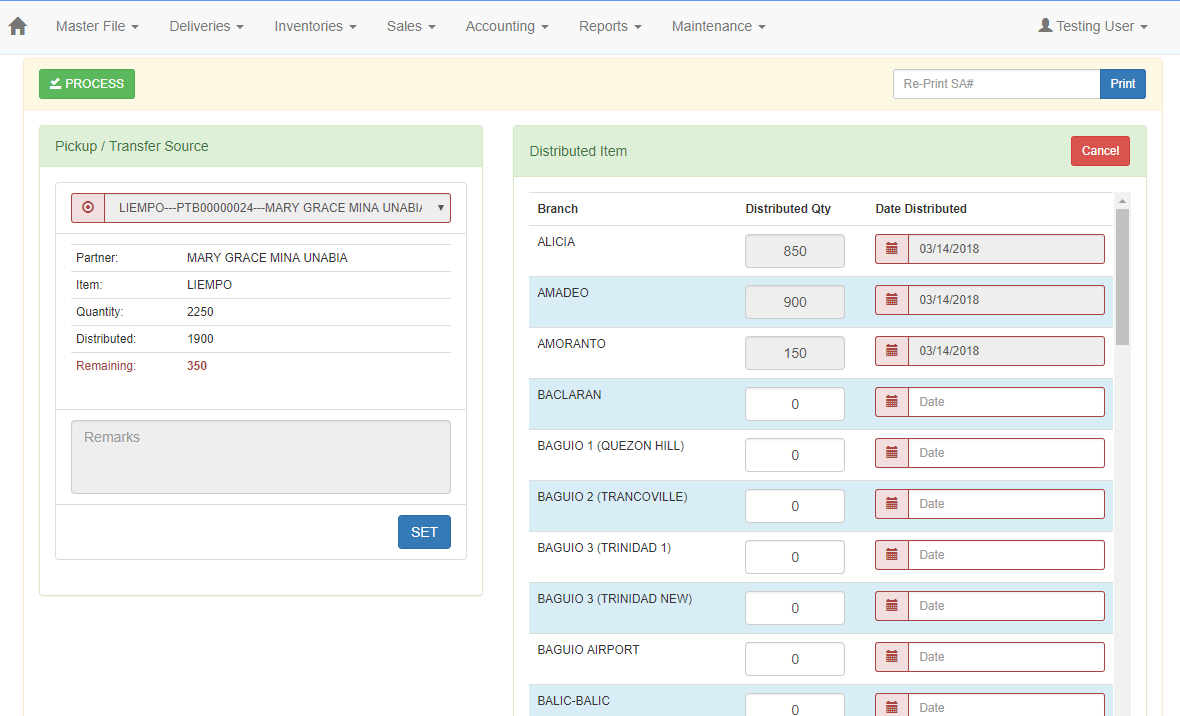 Master File Deliveries Inventories Sales Accounting Reports Maintenance Testing User
PROCESS
Re-Print SA# Print
Pickup / Transfer Source
LIEMPO---PTB00000024---MARY GRACE MINA UNABI
Partner: MARY GRACE MINA UNABIA
Item: LIEMPO
Quantity: 2250
Distributed: 1900
Remaining: 350
Remarks
SET
Distributed Item Cancel
Branch Distributed Qty Date Distributed
ALICIA 850 03/14/2018
AMADEO 900 03/14/2018
AMORANTO 150 03/14/2018
BACLARAN 0 Date
BAGUIO 1 (QUEZON HILL) 0 Date
BAGUIO 2 (TRANCOVILLE) 0 Date
BAGUIO 3 (TRINIDAD 1) 0 Date
BAGUIO 3 (TRINIDAD NEW) 0 Date
BAGUIO AIRPORT 0 Date
BALIC-BALIC 0 Date